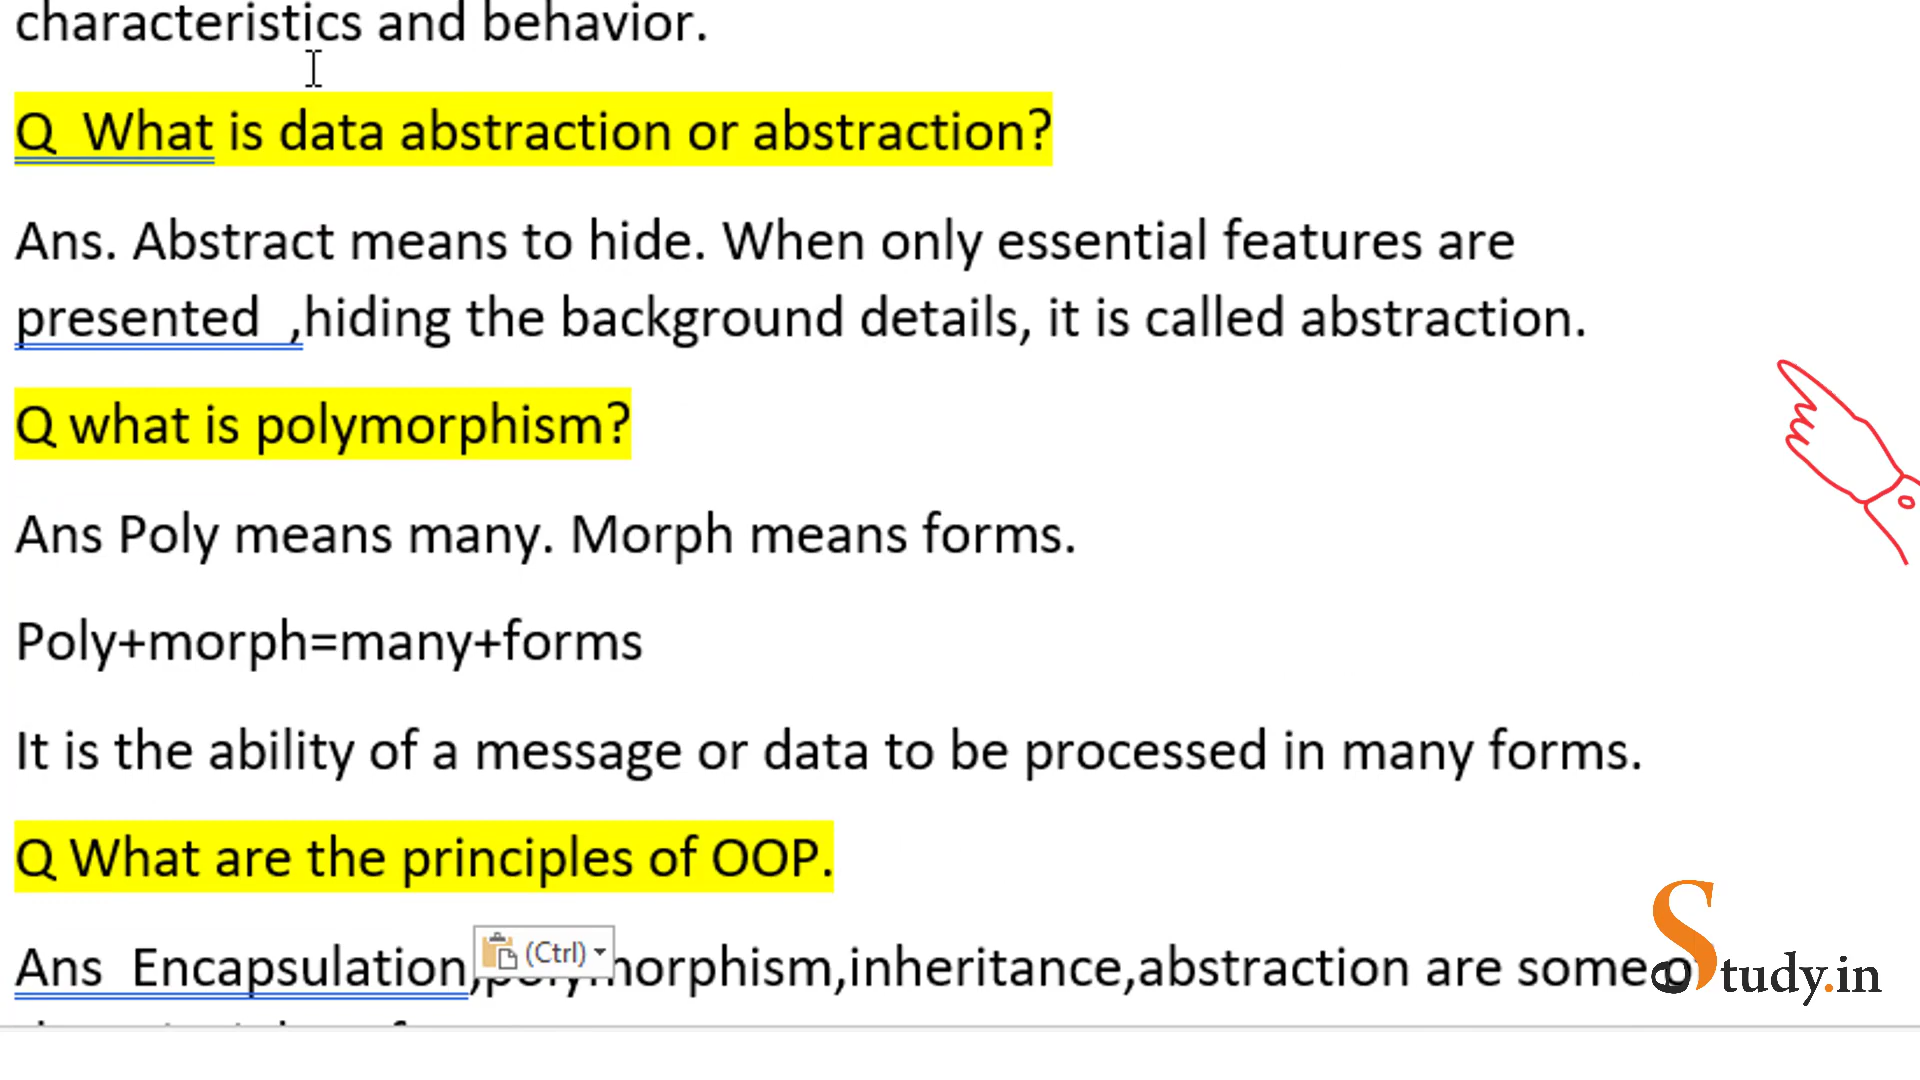 characteristics and behavior.
Q  What is data abstraction or abstraction?
Ans. Abstract means to hide. When only essential features are
presented  ,hiding the background details, it is called abstraction.
Q what is polymorphism?
Ans Poly means many. Morph means forms.
Poly+morph=many+forms
It is the ability of a message or data to be processed in many forms.
Q What are the principles of OOP.
Ans  Encapsulation,polymorphism,inheritance,abstraction are some
(Ctrl)
Study.in